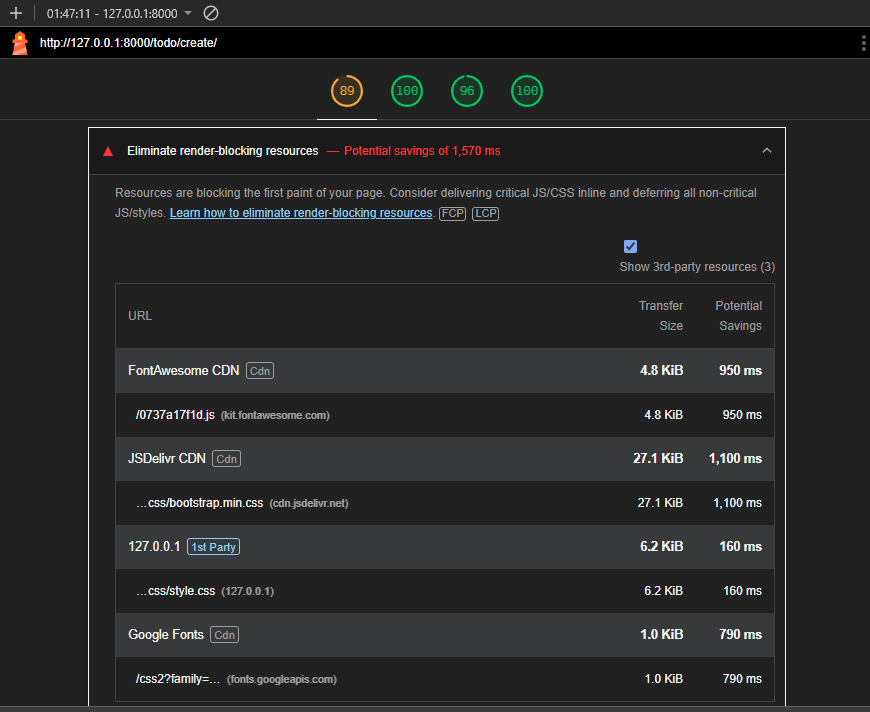 01:47:11 - 127.0.0.1:8000
http://127.0.0.1:8000/todo/create/
89 100 96 100
Eliminate render-blocking resources — Potential savings of 1,570 ms
Resources are blocking the first paint of your page. Consider delivering critical JS/CSS inline and deferring all non-critical
JS/styles. Learn how to eliminate render-blocking resources. FCP LCP
Show 3rd-party resources (3)
URL Transfer Size Potential Savings
FontAwesome CDN Cdn 4.8 KiB 950 ms
/0737a17f1d.js (kit.fontawesome.com) 4.8 KiB 950 ms
JSDelivr CDN Cdn 27.1 KiB 1,100 ms
…css/bootstrap.min.css (cdn.jsdelivr.net) 27.1 KiB 1,100 ms
127.0.0.1 1st Party 6.2 KiB 160 ms
…css/style.css (127.0.0.1) 6.2 KiB 160 ms
Google Fonts Cdn 1.0 KiB 790 ms
/css2?family=… (fonts.googleapis.com) 1.0 KiB 790 ms